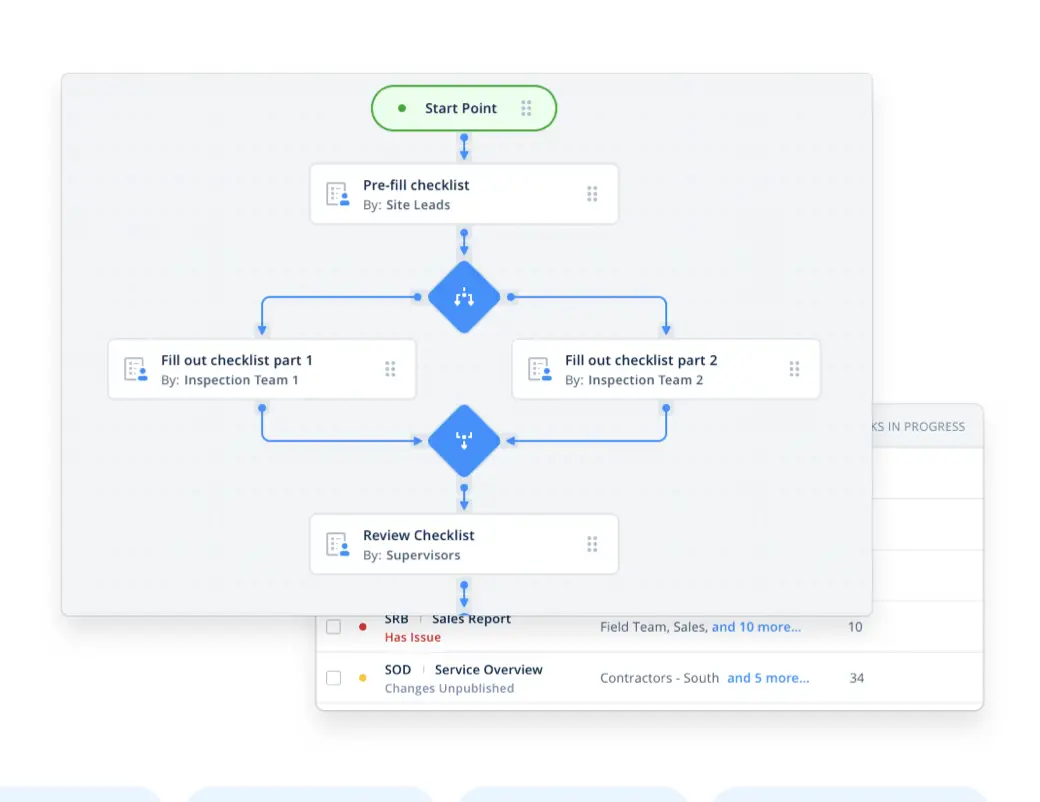 Start Point
Pre-fill checklist
By: Site Leads
Fill out checklist part 1
By: Inspection Team 1
Fill out checklist part 2
By: Inspection Team 2
IN PROGRESS
Review Checklist
By: Supervisors
SRB Sales Report
Has Issue
Field Team, Sales, and 10 more... 10
SOD Service Overview
Changes Unpublished
Contractors - South and 5 more... 34